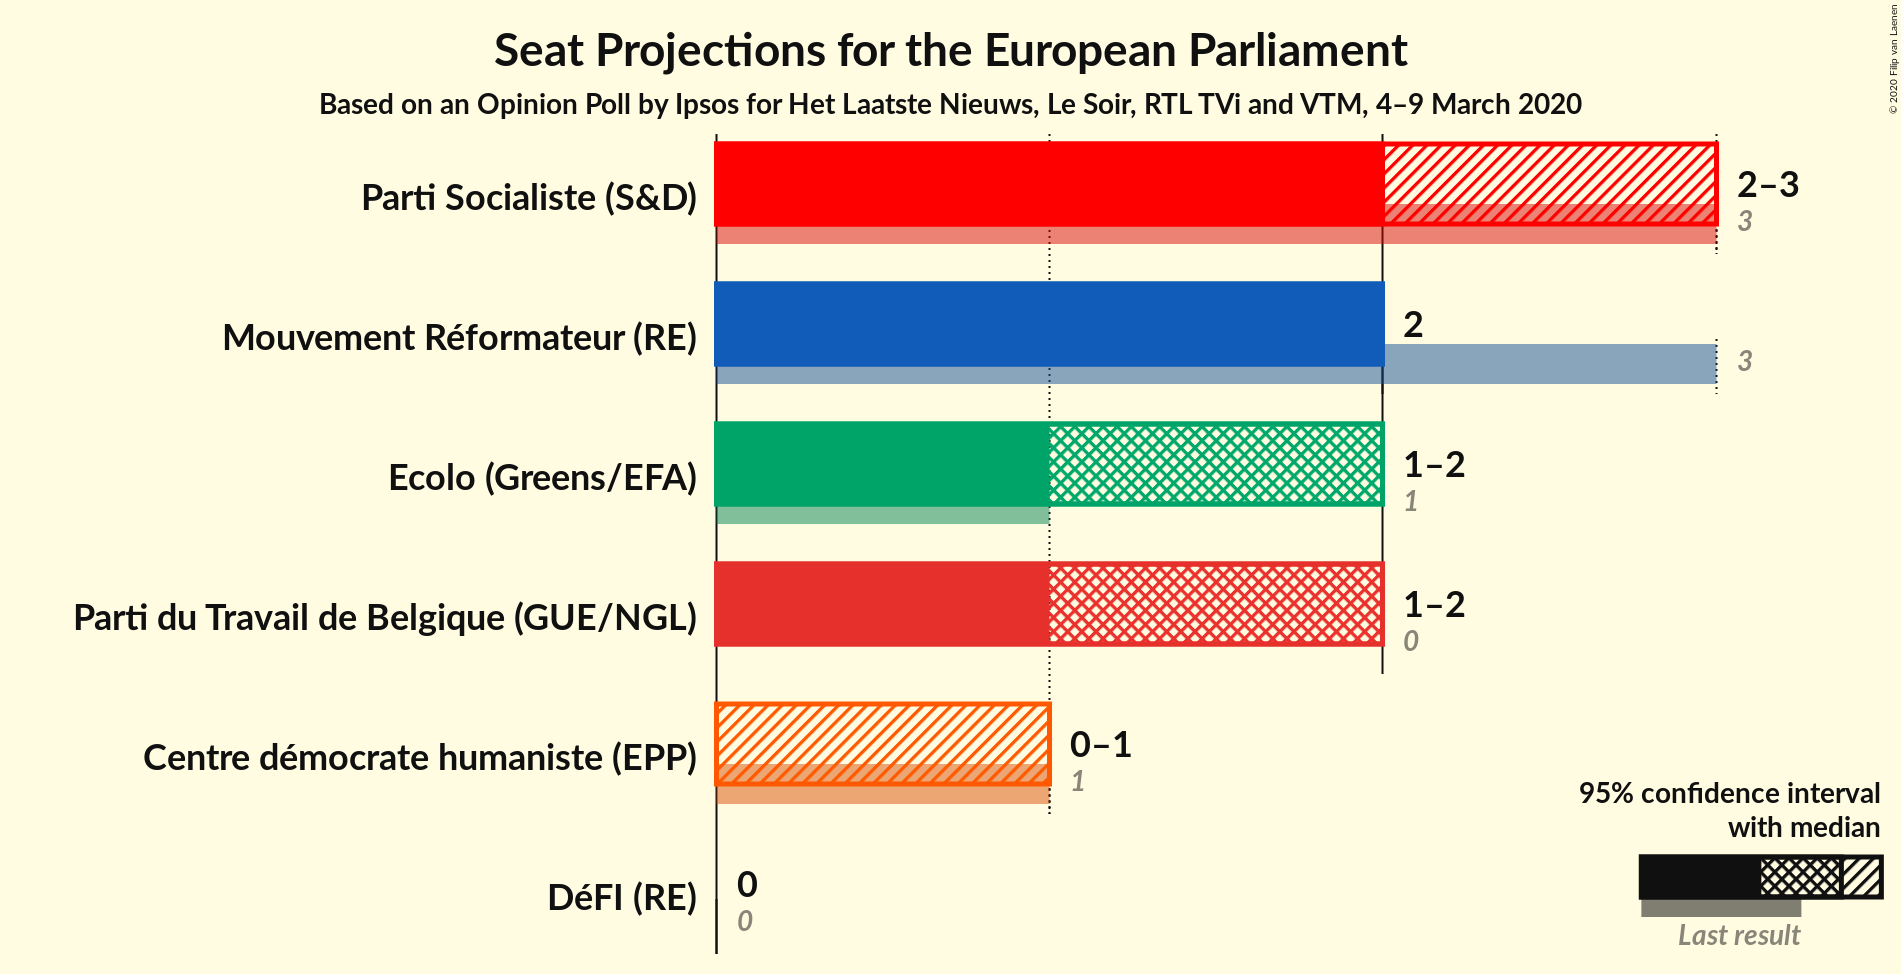 Seat Projections for the European Parliament
Based on an Opinion Poll by Ipsos for Het Laatste Nieuws, Le Soir, RTL TVi and VTM, 4–9 March 2020
© 2020 Filip van Laenen
Parti Socialiste (S&D)
2–3
3
Mouvement Réformateur (RE)
2
3
Ecolo (Greens/EFA)
1–2
1
Parti du Travail de Belgique (GUE/NGL)
1–2
0
Centre démocrate humaniste (EPP)
0–1
1
DéFI (RE)
0
0
95% confidence interval
with median
Last result